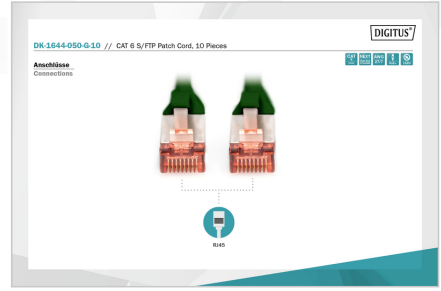 DIGITUS®
DK-1644-050-G-10 // CAT 6 S/FTP Patch Cord, 10 Pieces
Anschlüsse
Connections
RJ45